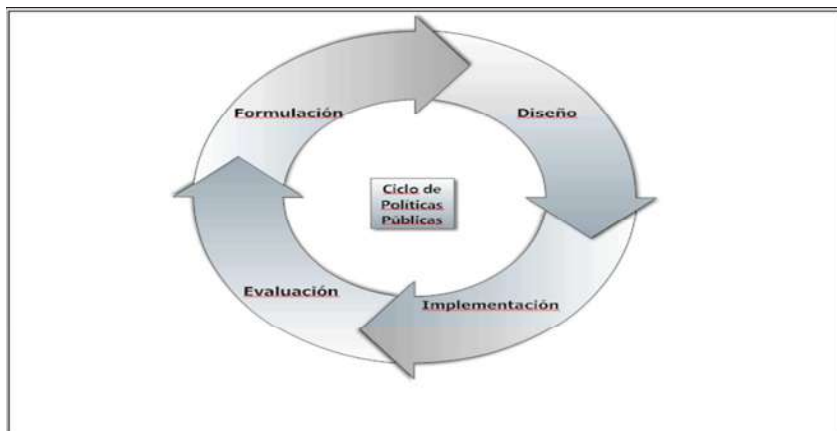 Formulación
Diseño
Ciclo de
Políticas
Públicas
Evaluación
Implementación